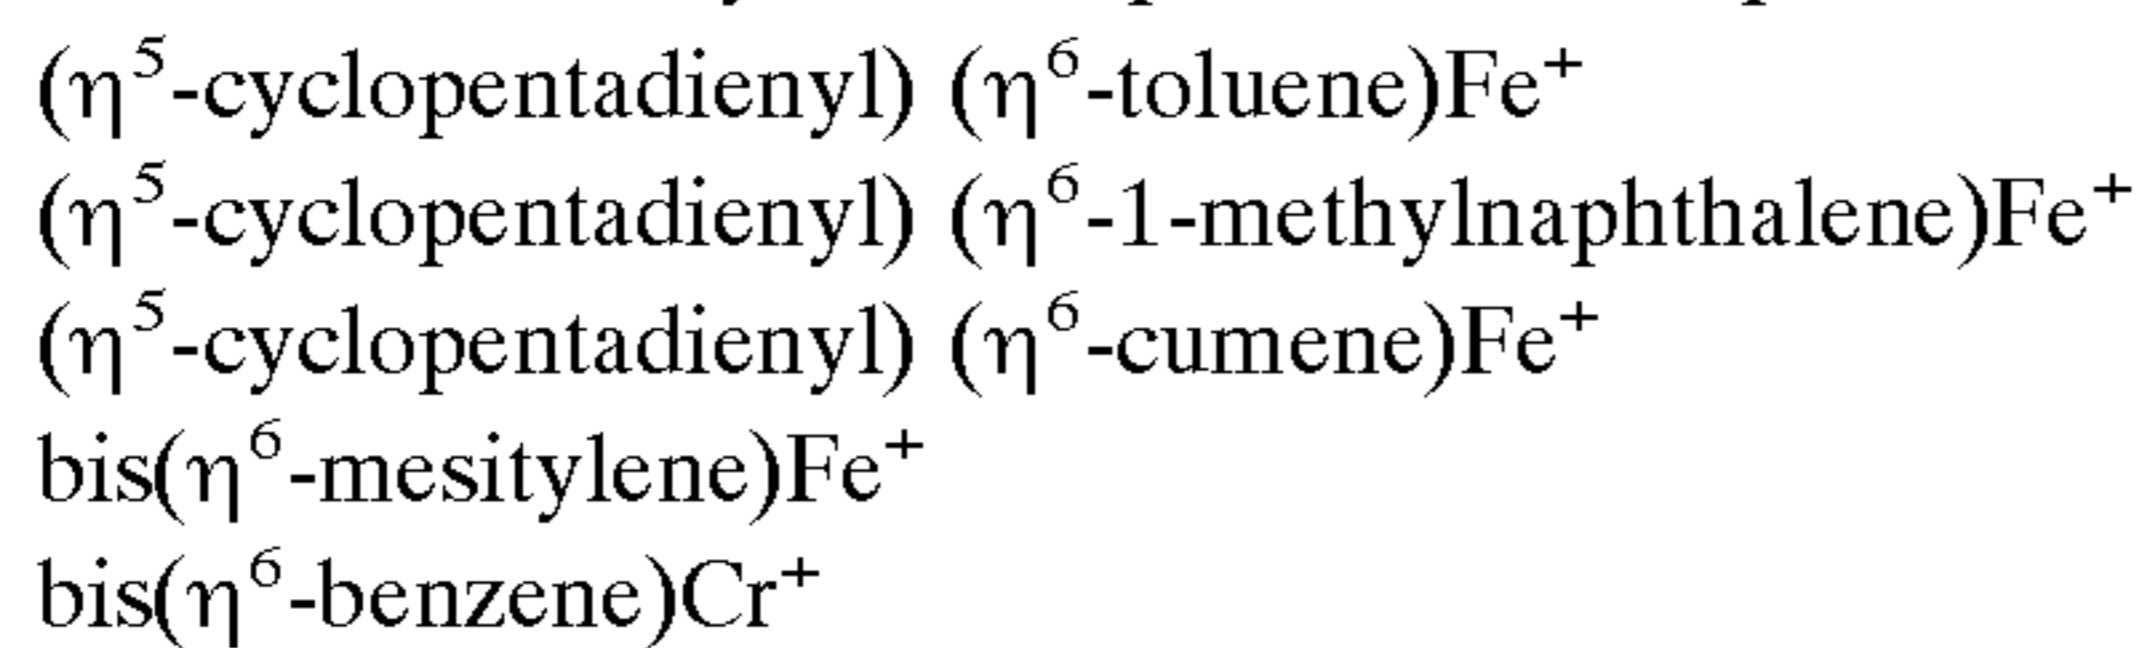 (η⁵-cyclopentadienyl) (η⁶-toluene)Fe⁺
(η⁵-cyclopentadienyl) (η⁶-1-methylnaphthalene)Fe⁺
(η⁵-cyclopentadienyl) (η⁶-cumene)Fe⁺
bis(η⁶-mesitylene)Fe⁺
bis(η⁶-benzene)Cr⁺